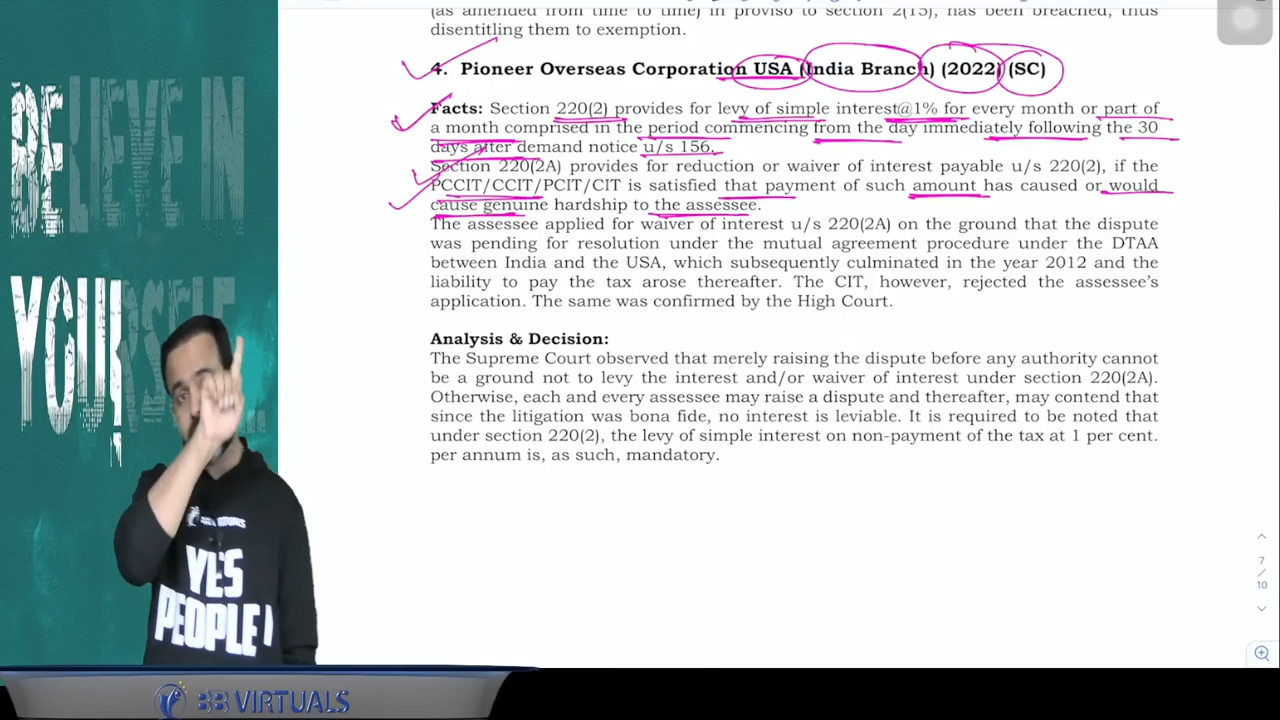 (as amended from time to time) in proviso to section 2(15), has been breached, thus
disentitling them to exemption.
4. Pioneer Overseas Corporation USA (India Branch) (2022) (SC)
Facts: Section 220(2) provides for levy of simple interest@1% for every month or part of
a month comprised in the period commencing from the day immediately following the 30
days after demand notice u/s 156.
Section 220(2A) provides for reduction or waiver of interest payable u/s 220(2), if the
PCCIT/CCIT/PCIT/CIT is satisfied that payment of such amount has caused or would
cause genuine hardship to the assessee.
The assessee applied for waiver of interest u/s 220(2A) on the ground that the dispute
was pending for resolution under the mutual agreement procedure under the DTAA
between India and the USA, which subsequently culminated in the year 2012 and the
liability to pay the tax arose thereafter. The CIT, however, rejected the assessee's
application. The same was confirmed by the High Court.
Analysis & Decision:
The Supreme Court observed that merely raising the dispute before any authority cannot
be a ground not to levy the interest and/or waiver of interest under section 220(2A).
Otherwise, each and every assessee may raise a dispute and thereafter, may contend that
since the litigation was bona fide, no interest is leviable. It is required to be noted that
under section 220(2), the levy of simple interest on non-payment of the tax at 1 per cent.
per annum is, as such, mandatory.
7
/
10
BELIEVE IN
BB VIRTUALS
YES
PEOPLE!
BB VIRTUALS